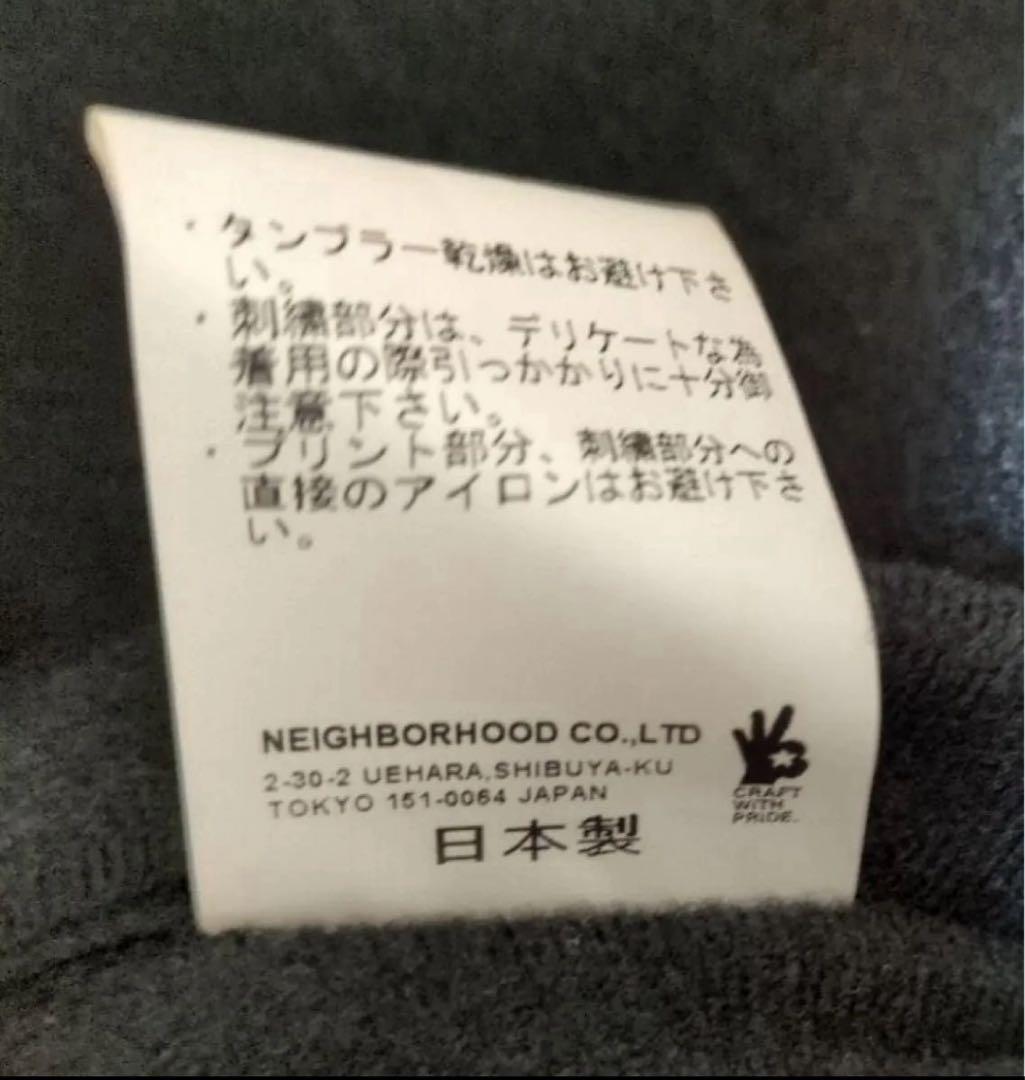 ・タンブラー乾燥はお避け下さ
い。
・刺繍部分は、デリケートな為
着用の際引っかかりに十分御
注意下さい。
・プリント部分、刺繍部分への
直接のアイロンはお避け下さ
い。
NEIGHBORHOOD CO.,LTD
2-30-2 UEHARA,SHIBUYA-KU
TOKYO 151-0064 JAPAN
日本製
CRAFT
WITH
PRIDE.